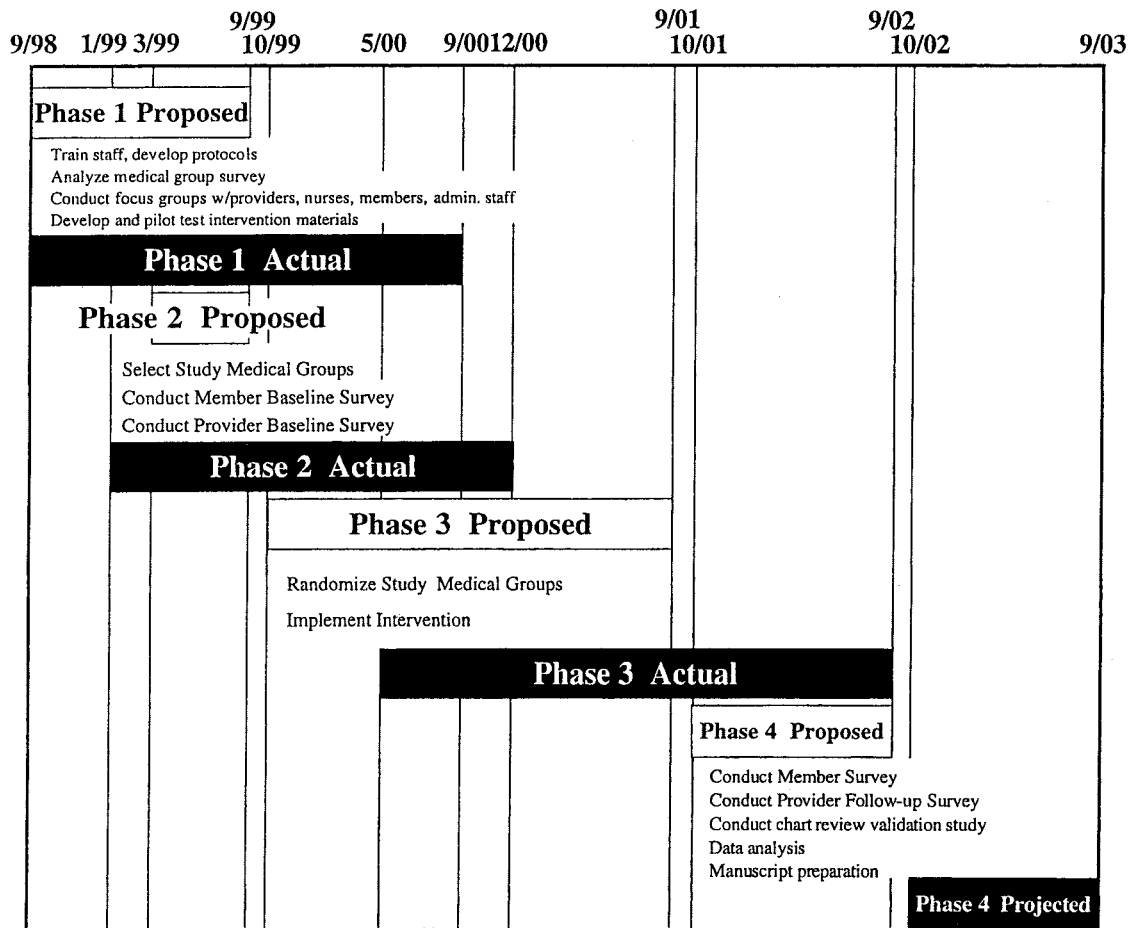 9/99 9/01 9/02
9/98 1/99 3/99 10/99 5/00 9/00 12/00 10/01 10/02 9/03
Phase 1 Proposed
Train staff, develop protocols
Analyze medical group survey
Conduct focus groups w/providers, nurses, members, admin. staff
Develop and pilot test intervention materials
Phase 1 Actual
Phase 2 Proposed
Select Study Medical Groups
Conduct Member Baseline Survey
Conduct Provider Baseline Survey
Phase 2 Actual
Phase 3 Proposed
Randomize Study Medical Groups
Implement Intervention
Phase 3 Actual
Phase 4 Proposed
Conduct Member Survey
Conduct Provider Follow-up Survey
Conduct chart review validation study
Data analysis
Manuscript preparation
Phase 4 Projected